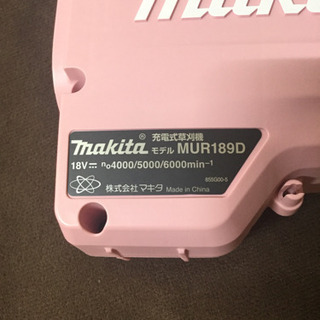 makita
makita®
充電式草刈機
モデル MUR189D
18V⎓ n₀4000/5000/6000min⁻¹
株式会社 マキタ Made in China